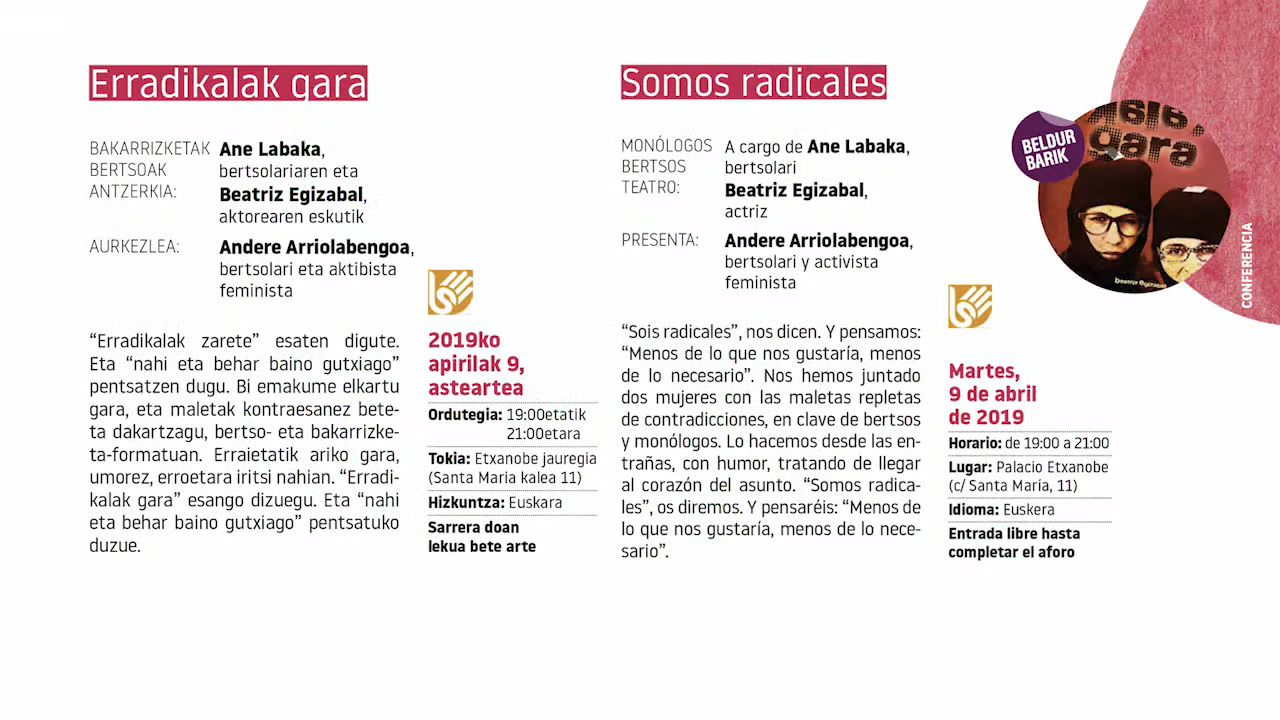 Erradikalak gara
BAKARRIZKETAK
BERTSOAK
ANTZERKIA:
Ane Labaka,
bertsolariaren eta
Beatriz Egizabal,
aktorearen eskutik
AURKEZLEA:
Andere Arriolabengoa,
bertsolari eta aktibista
feminista
“Erradikalak zarete” esaten digute.
Eta “nahi eta behar baino gutxiago”
pentsatzen dugu. Bi emakume elkartu
gara, eta maletak kontraesanez bete-
ta dakartzagu, bertso- eta bakarrizke-
ta-formatuan. Erraietatik ariko gara,
umorez, erroetara iritsi nahian. “Erradi-
kalak gara” esango dizuegu. Eta “nahi
eta behar baino gutxiago” pentsatuko
duzue.
2019ko
apirilak 9,
asteartea
Ordutegia: 19:00etatik
21:00etara
Tokia: Etxanobe jauregia
(Santa Maria kalea 11)
Hizkuntza: Euskara
Sarrera doan
lekua bete arte
Somos radicales
MONÓLOGOS
BERTSOS
TEATRO:
A cargo de Ane Labaka,
bertsolari
Beatriz Egizabal,
actriz
PRESENTA:
Andere Arriolabengoa,
bertsolari y activista
feminista
“Sois radicales”, nos dicen. Y pensamos:
“Menos de lo que nos gustaría, menos
de lo necesario”. Nos hemos juntado
dos mujeres con las maletas repletas
de contradicciones, en clave de bertsos
y monólogos. Lo hacemos desde las en-
trañas, con humor, tratando de llegar
al corazón del asunto. “Somos radica-
les”, os diremos. Y pensaréis: “Menos de
lo que nos gustaría, menos de lo nece-
sario”.
Martes,
9 de abril
de 2019
Horario: de 19:00 a 21:00
Lugar: Palacio Etxanobe
(c/ Santa María, 11)
Idioma: Euskera
Entrada libre hasta
completar el aforo
BELDUR
BARIK
gara
beatriz egizabal
CONFERENCIA